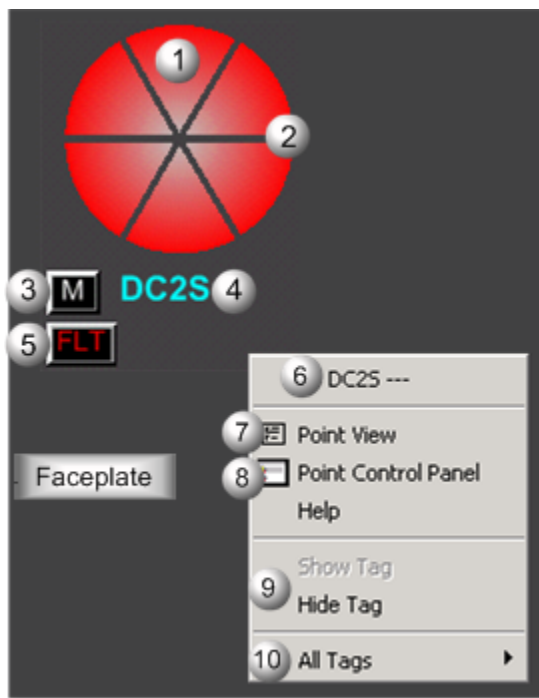 1
2
3 M DC2S 4
5 FLT
6 DC2S ---
7 Point View
Faceplate
8 Point Control Panel
Help
Show Tag
9
Hide Tag
10 All Tags